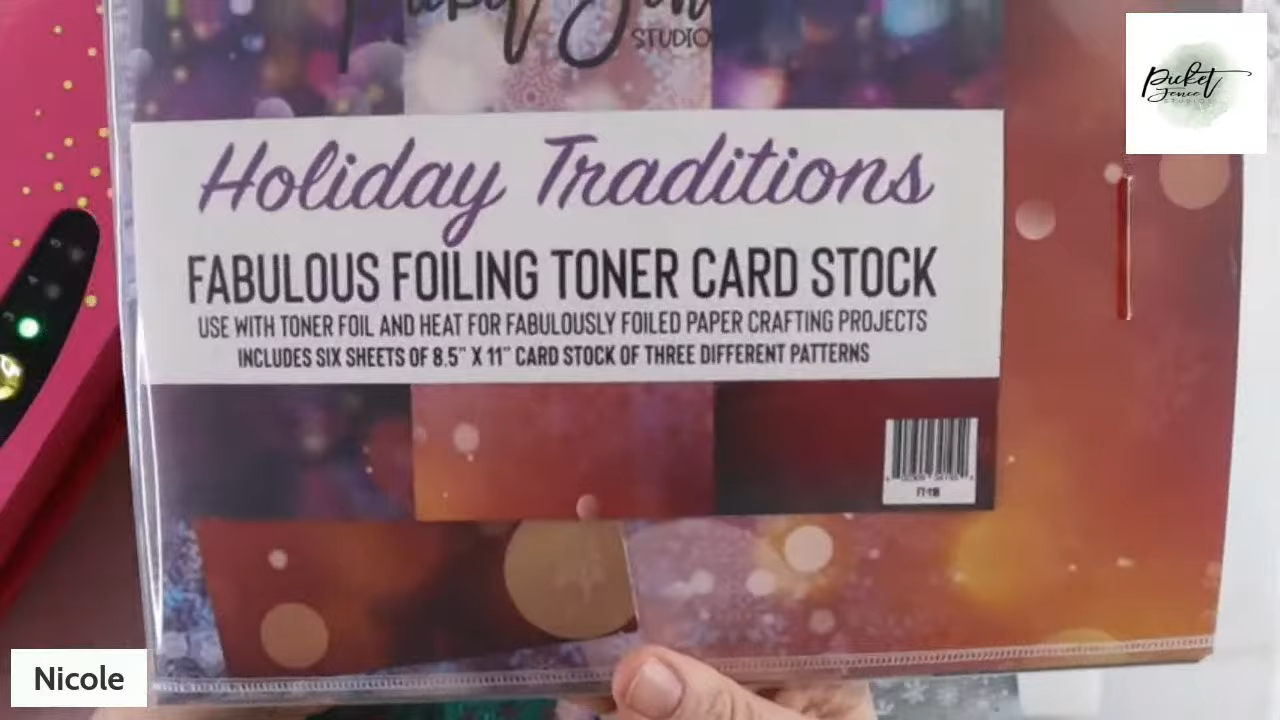 STUDIO
Picket
Fence
STUDIOS
Holiday Traditions
FABULOUS FOILING TONER CARD STOCK
USE WITH TONER FOIL AND HEAT FOR FABULOUSLY FOILED PAPER CRAFTING PROJECTS
INCLUDES SIX SHEETS OF 8.5" X 11" CARD STOCK OF THREE DIFFERENT PATTERNS
Nicole